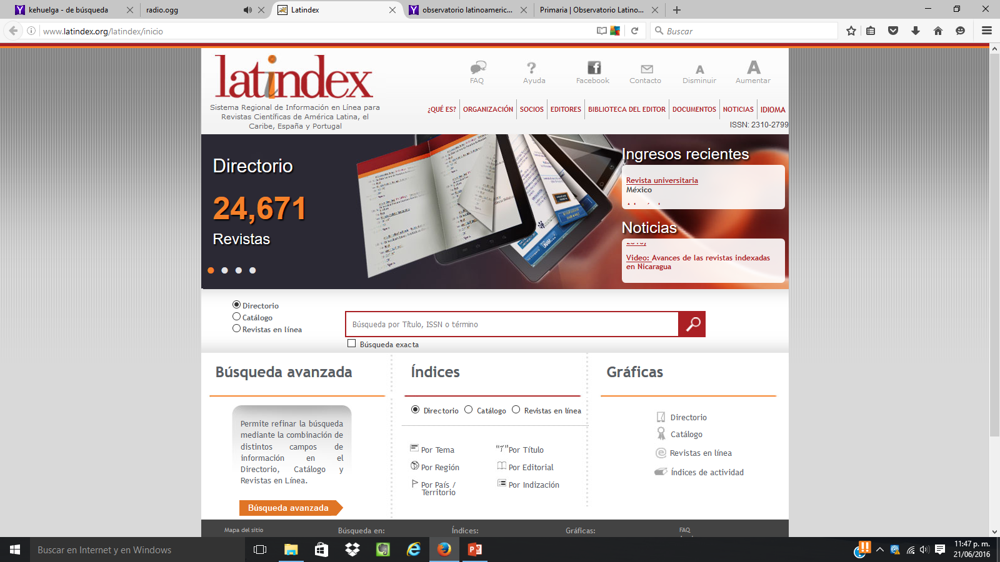 kehuelga - de búsqueda
radio.ogg
Latindex
observatorio latinoameric...
Primaria | Observatorio Latino...
www.latindex.org/latindex/inicio
Buscar
latindex
Sistema Regional de Información en Línea para
Revistas Científicas de América Latina, el
Caribe, España y Portugal
FAQ
Ayuda
Facebook
Contacto
A
Disminuir
A
Aumentar
¿QUÉ ES?
ORGANIZACIÓN
SOCIOS
EDITORES
BIBLIOTECA DEL EDITOR
DOCUMENTOS
NOTICIAS
IDIOMA
ISSN: 2310-2799
Directorio
24,671
Revistas
Ingresos recientes
Revista universitaria
México
Noticias
Video: Avances de las revistas indexadas
en Nicaragua
Directorio
Catálogo
Revistas en línea
Búsqueda por Título, ISSN o término
Búsqueda exacta
Búsqueda avanzada
Permite refinar la búsqueda
mediante la combinación de
distintos campos de
información en el
Directorio, Catálogo y
Revistas en Línea.
Búsqueda avanzada
Índices
Directorio
Catálogo
Revistas en línea
Por Tema
Por Región
Por País /
Territorio
"T" Por Título
Por Editorial
Por Indización
Gráficas
Directorio
Catálogo
Revistas en línea
Índices de actividad
Mapa del sitio
Búsqueda en:
Índices:
Gráficas:
FAQ
Buscar en Internet y en Windows
11:47 p. m.
21/06/2016